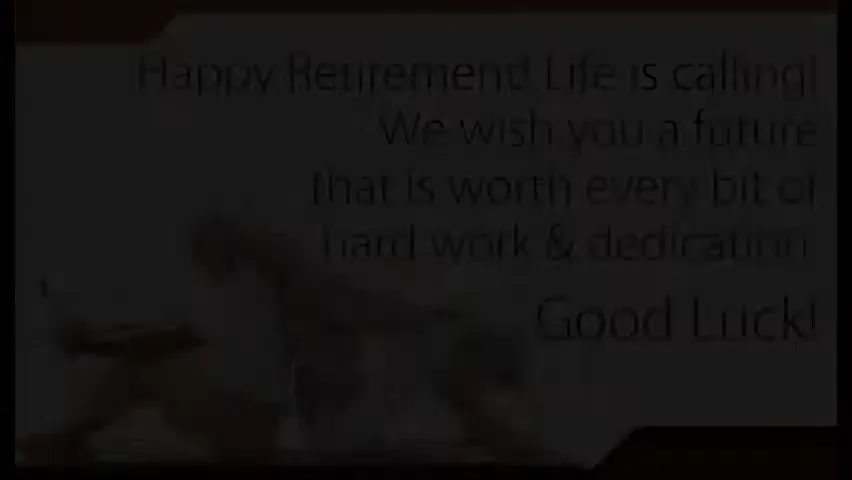 Happy Retiremend Life is calling!
We wish you a future
that is worth every bit of
hard work & dedication.
Good Luck!